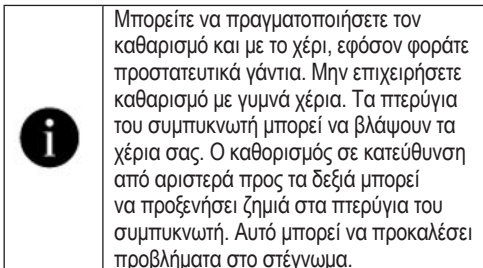 Μπορείτε να πραγματοποιήσετε τον
καθαρισμό και με το χέρι, εφόσον φοράτε
προστατευτικά γάντια. Μην επιχειρήσετε
καθαρισμό με γυμνά χέρια. Τα πτερύγια
του συμπυκνωτή μπορεί να βλάψουν τα
χέρια σας. Ο καθορισμός σε κατεύθυνση
από αριστερά προς τα δεξιά μπορεί
να προξενήσει ζημιά στα πτερύγια του
συμπυκνωτή. Αυτό μπορεί να προκαλέσει
προβλήματα στο στέγνωμα.